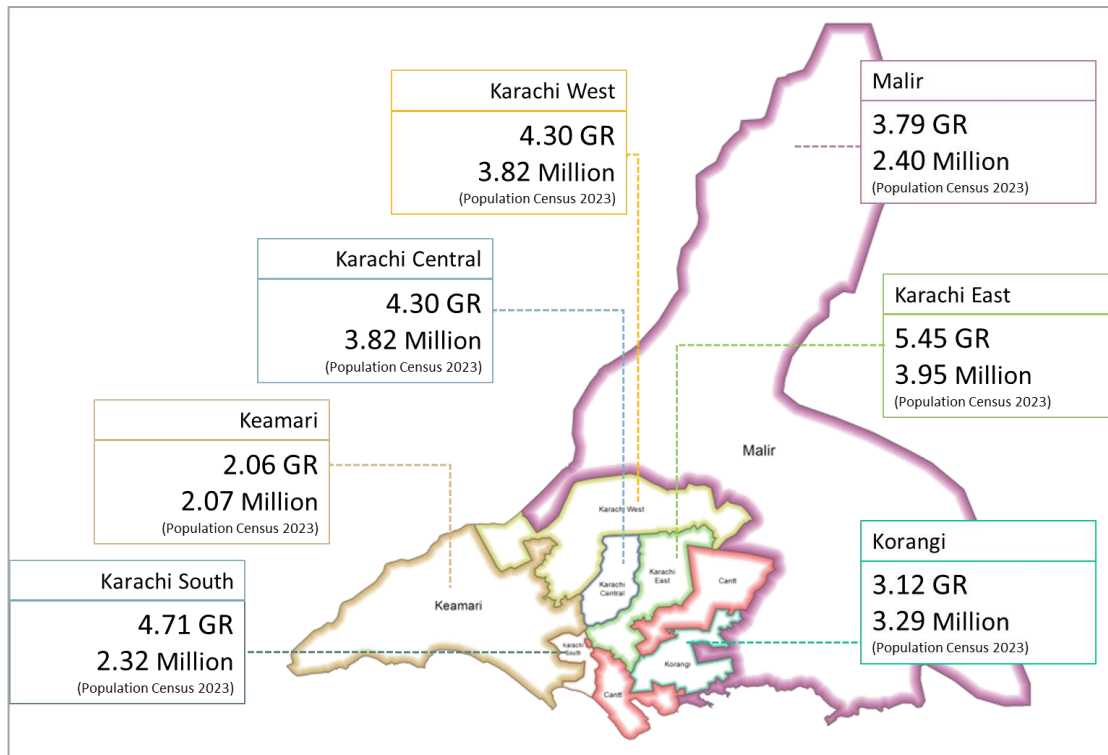 Karachi West
4.30 GR
3.82 Million
(Population Census 2023)
Malir
3.79 GR
2.40 Million
(Population Census 2023)
Karachi Central
4.30 GR
3.82 Million
(Population Census 2023)
Karachi East
5.45 GR
3.95 Million
(Population Census 2023)
Keamari
2.06 GR
2.07 Million
(Population Census 2023)
Karachi South
4.71 GR
2.32 Million
(Population Census 2023)
Korangi
3.12 GR
3.29 Million
(Population Census 2023)
Malir
Karachi West
Karachi
Central
Karachi
East
Cantt
Keamari
Karachi
South
Korangi
Cantt